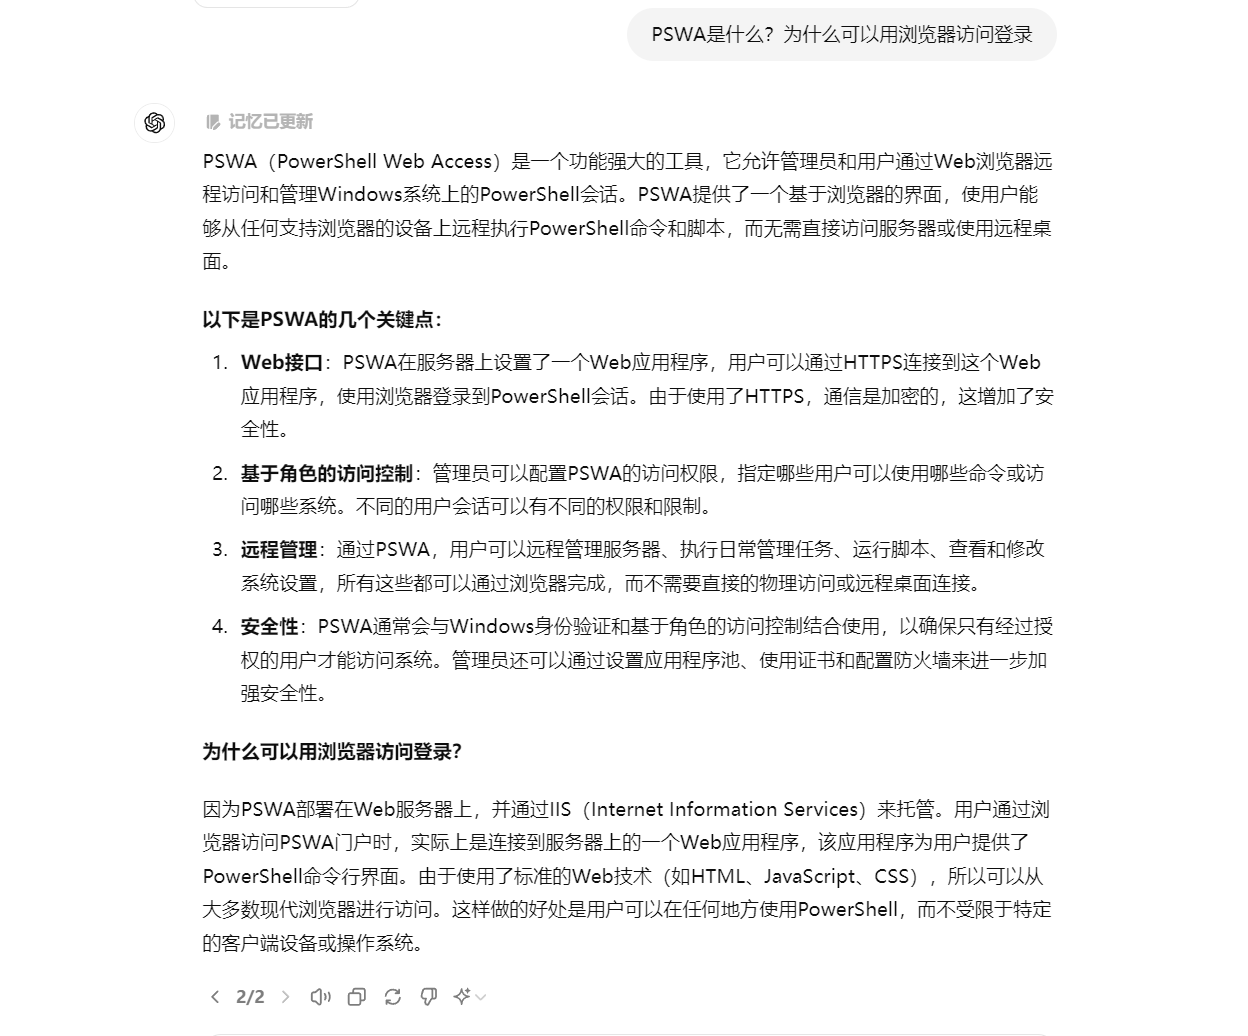 PSWA是什么？为什么可以用浏览器访问登录
记忆已更新
PSWA（PowerShell Web Access）是一个功能强大的工具，它允许管理员和用户通过Web浏览器远
程访问和管理Windows系统上的PowerShell会话。PSWA提供了一个基于浏览器的界面，使用户能
够从任何支持浏览器的设备上远程执行PowerShell命令和脚本，而无需直接访问服务器或使用远程桌
面。
以下是PSWA的几个关键点：
1. Web接口：PSWA在服务器上设置了一个Web应用程序，用户可以通过HTTPS连接到这个Web
应用程序，使用浏览器登录到PowerShell会话。由于使用了HTTPS，通信是加密的，这增加了安
全性。
2. 基于角色的访问控制：管理员可以配置PSWA的访问权限，指定哪些用户可以使用哪些命令或访
问哪些系统。不同的用户会话可以有不同的权限和限制。
3. 远程管理：通过PSWA，用户可以远程管理服务器、执行日常管理任务、运行脚本、查看和修改
系统设置，所有这些都可以通过浏览器完成，而不需要直接的物理访问或远程桌面连接。
4. 安全性：PSWA通常会与Windows身份验证和基于角色的访问控制结合使用，以确保只有经过授
权的用户才能访问系统。管理员还可以通过设置应用程序池、使用证书和配置防火墙来进一步加
强安全性。
为什么可以用浏览器访问登录？
因为PSWA部署在Web服务器上，并通过IIS（Internet Information Services）来托管。用户通过浏
览器访问PSWA门户时，实际上是连接到服务器上的一个Web应用程序，该应用程序为用户提供了
PowerShell命令行界面。由于使用了标准的Web技术（如HTML、JavaScript、CSS），所以可以从
大多数现代浏览器进行访问。这样做的好处是用户可以在任何地方使用PowerShell，而不受限于特定
的客户端设备或操作系统。
2/2